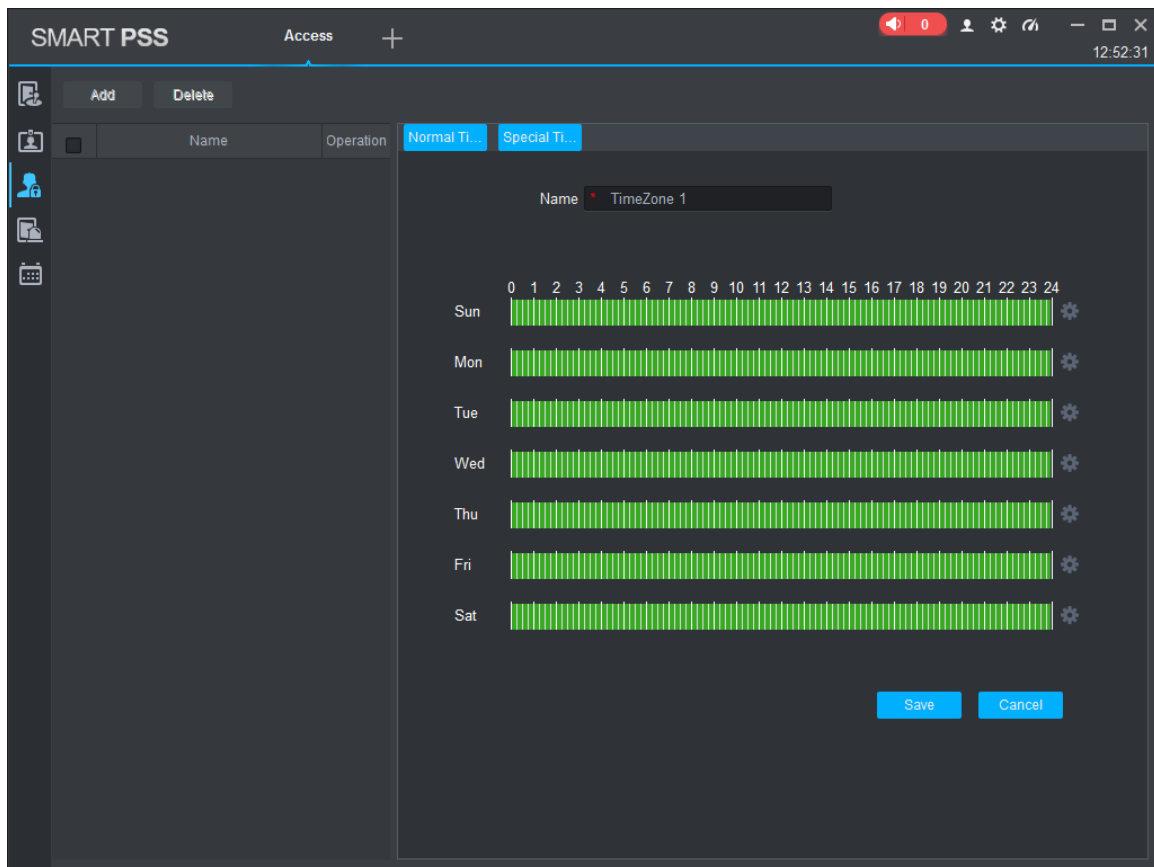 SMART PSS Access 0
12:52:31
Add Delete
Name Operation Normal Ti... Special Ti...
Name * TimeZone 1
0 1 2 3 4 5 6 7 8 9 10 11 12 13 14 15 16 17 18 19 20 21 22 23 24
Sun
Mon
Tue
Wed
Thu
Fri
Sat
Save Cancel